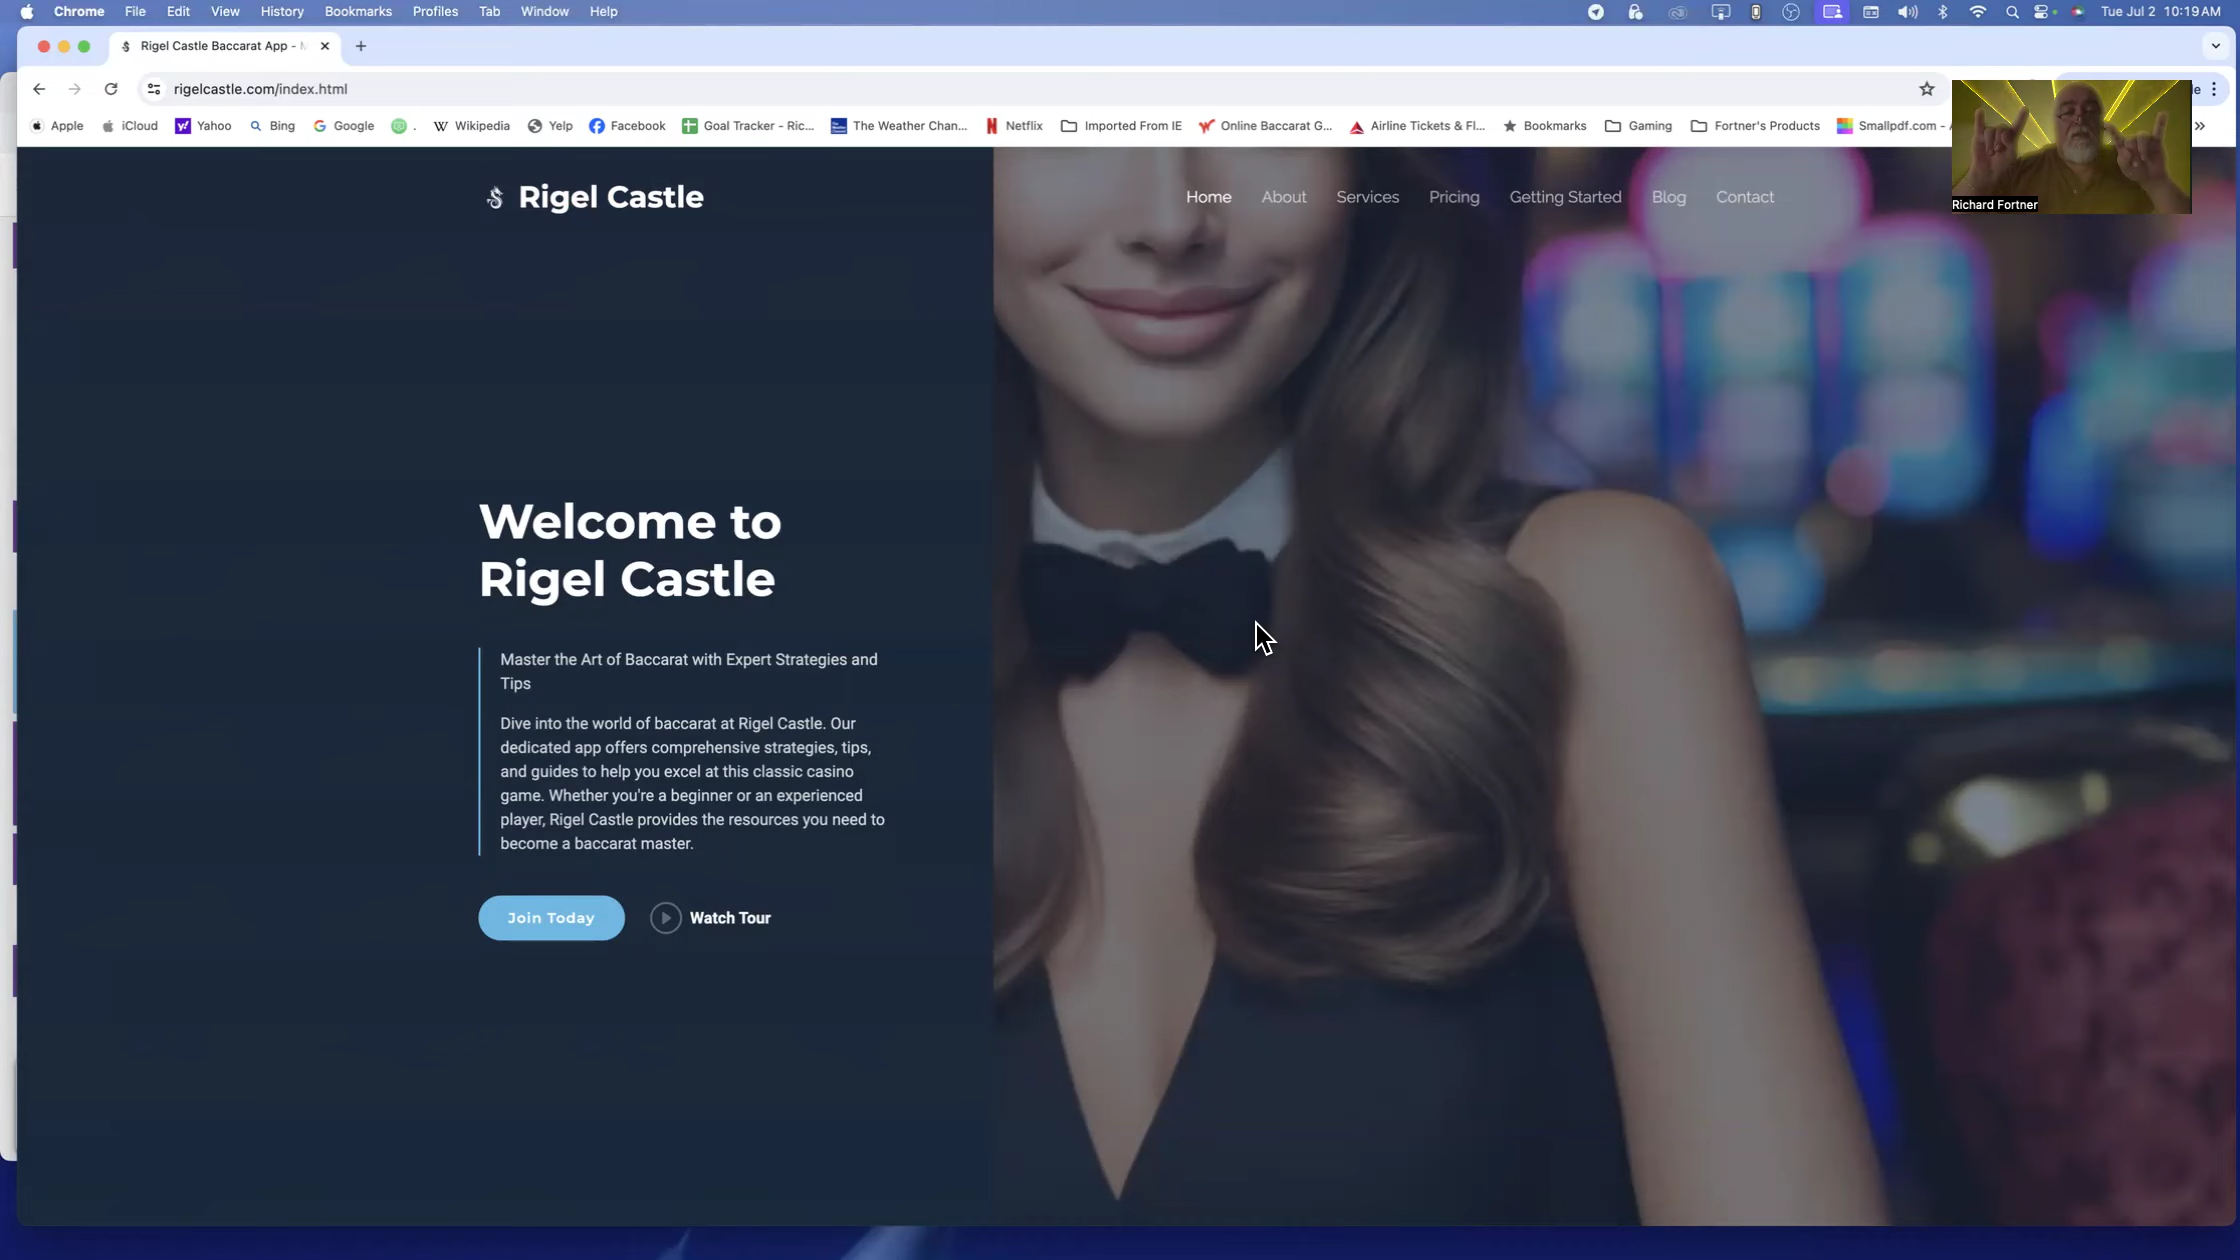 Chrome File Edit View History Bookmarks Profiles Tab Window Help Tue Jul 2 10:19 AM
Rigel Castle Baccarat App -
rigelcastle.com/index.html
Apple iCloud Yahoo Bing Google . Wikipedia Yelp Facebook Goal Tracker - Ric... The Weather Chan... Netflix Imported From IE Online Baccarat G... Airline Tickets & Fl... Bookmarks Gaming Fortner's Products Smallpdf.com - »
Richard Fortner
Rigel Castle Home About Services Pricing Getting Started Blog Contact
Welcome to
Rigel Castle
Master the Art of Baccarat with Expert Strategies and
Tips
Dive into the world of baccarat at Rigel Castle. Our
dedicated app offers comprehensive strategies, tips,
and guides to help you excel at this classic casino
game. Whether you're a beginner or an experienced
player, Rigel Castle provides the resources you need to
become a baccarat master.
Join Today Watch Tour